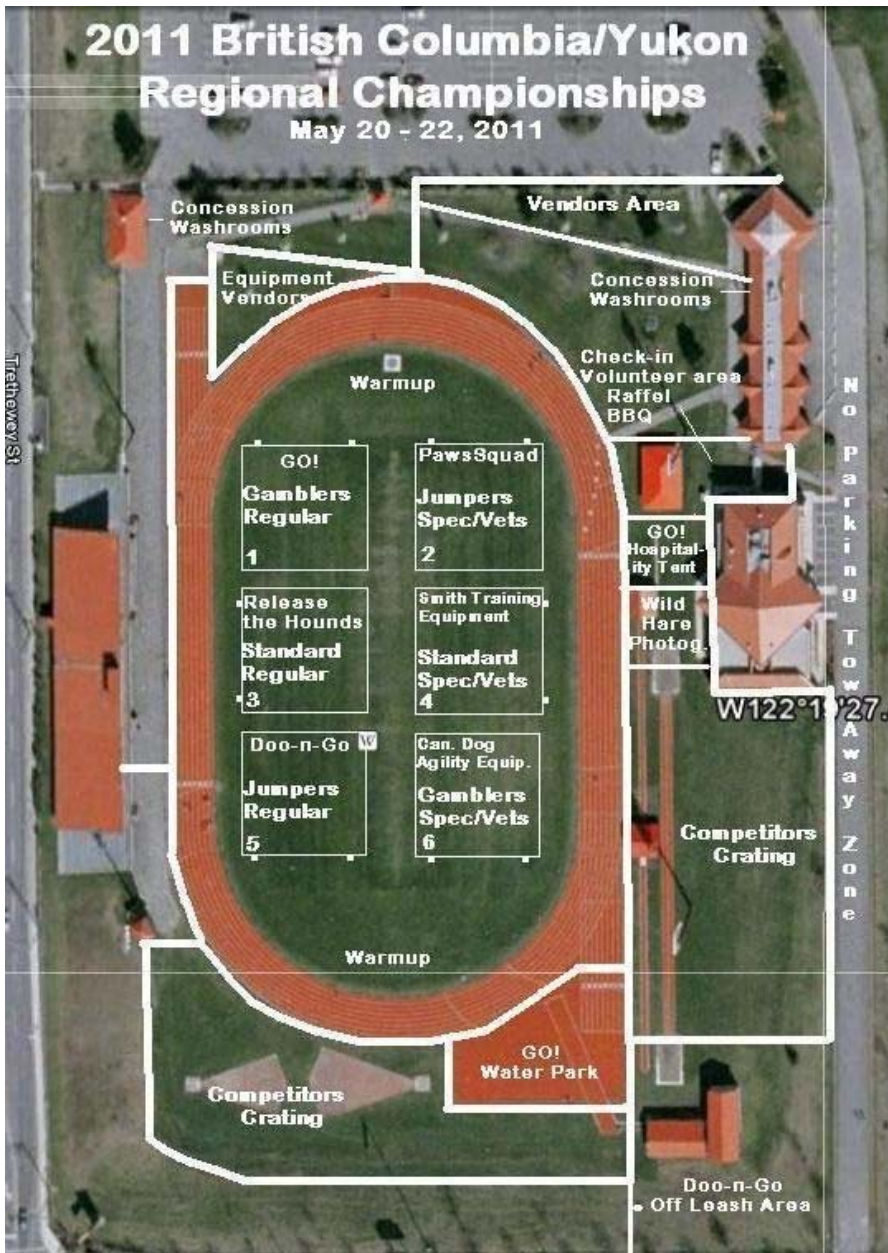 2011 British Columbia/Yukon
Regional Championships
May 20 - 22, 2011
Concession
Washrooms
Vendors Area
Equipment
Vendors
Concession
Washrooms
Check-in
Volunteer area
Raffel
BBQ
Warmup
GO!
Gamblers
Regular
1
PawsSquad
Jumpers
Spec/Vets
2
GO!
Hospital-
ity Tent
Release
the Hounds
Standard
Regular
3
Smith Training
Equipment
Standard
Spec/Vets
4
Wild
Hare
Photog.
W122°19'27.
Doo-n-Go
W
Jumpers
Regular
5
Can. Dog
Agility Equip.
Gamblers
Spec/Vets
6
Competitors
Crating
Warmup
GO!
Water Park
Competitors
Crating
Doo-n-Go
Off Leash Area
Trethewey St
No Parking Tow Away Zone